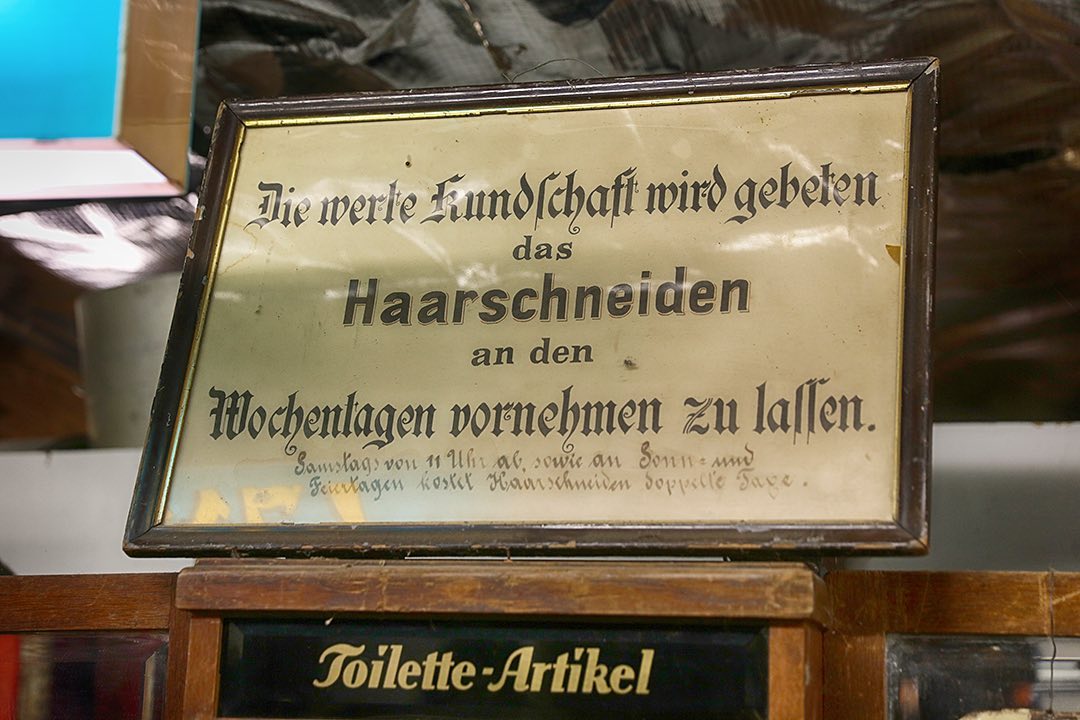 Die werte Kundschaft wird gebeten
das
Haarschneiden
an den
Wochentagen vornehmen zu lassen.
Samstags von 11 Uhr ab, sowie an Sonn= und
Feiertagen kostet Haarschneiden doppelte Taxe.
Toilette-Artikel